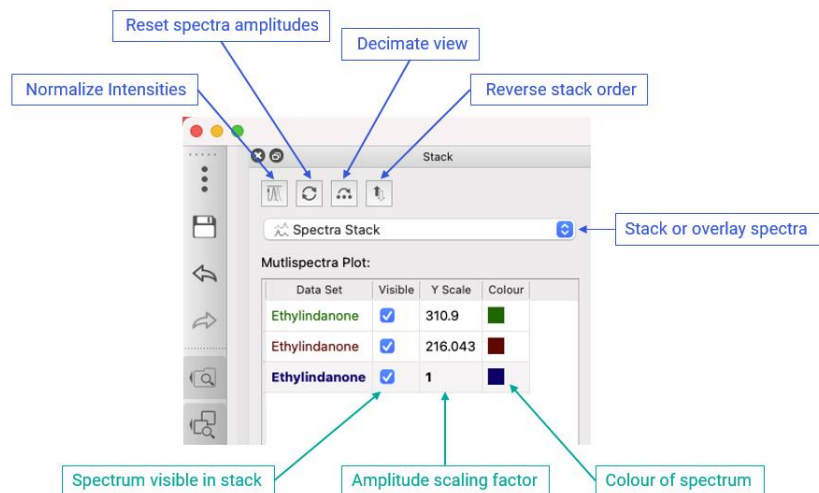 Reset spectra amplitudes
Decimate view
Normalize Intensities
Reverse stack order
Stack
Spectra Stack
Stack or overlay spectra
Mutlispectra Plot:
Data Set Visible Y Scale Colour
Ethylindanone 310.9
Ethylindanone 216.043
Ethylindanone 1
Spectrum visible in stack
Amplitude scaling factor
Colour of spectrum